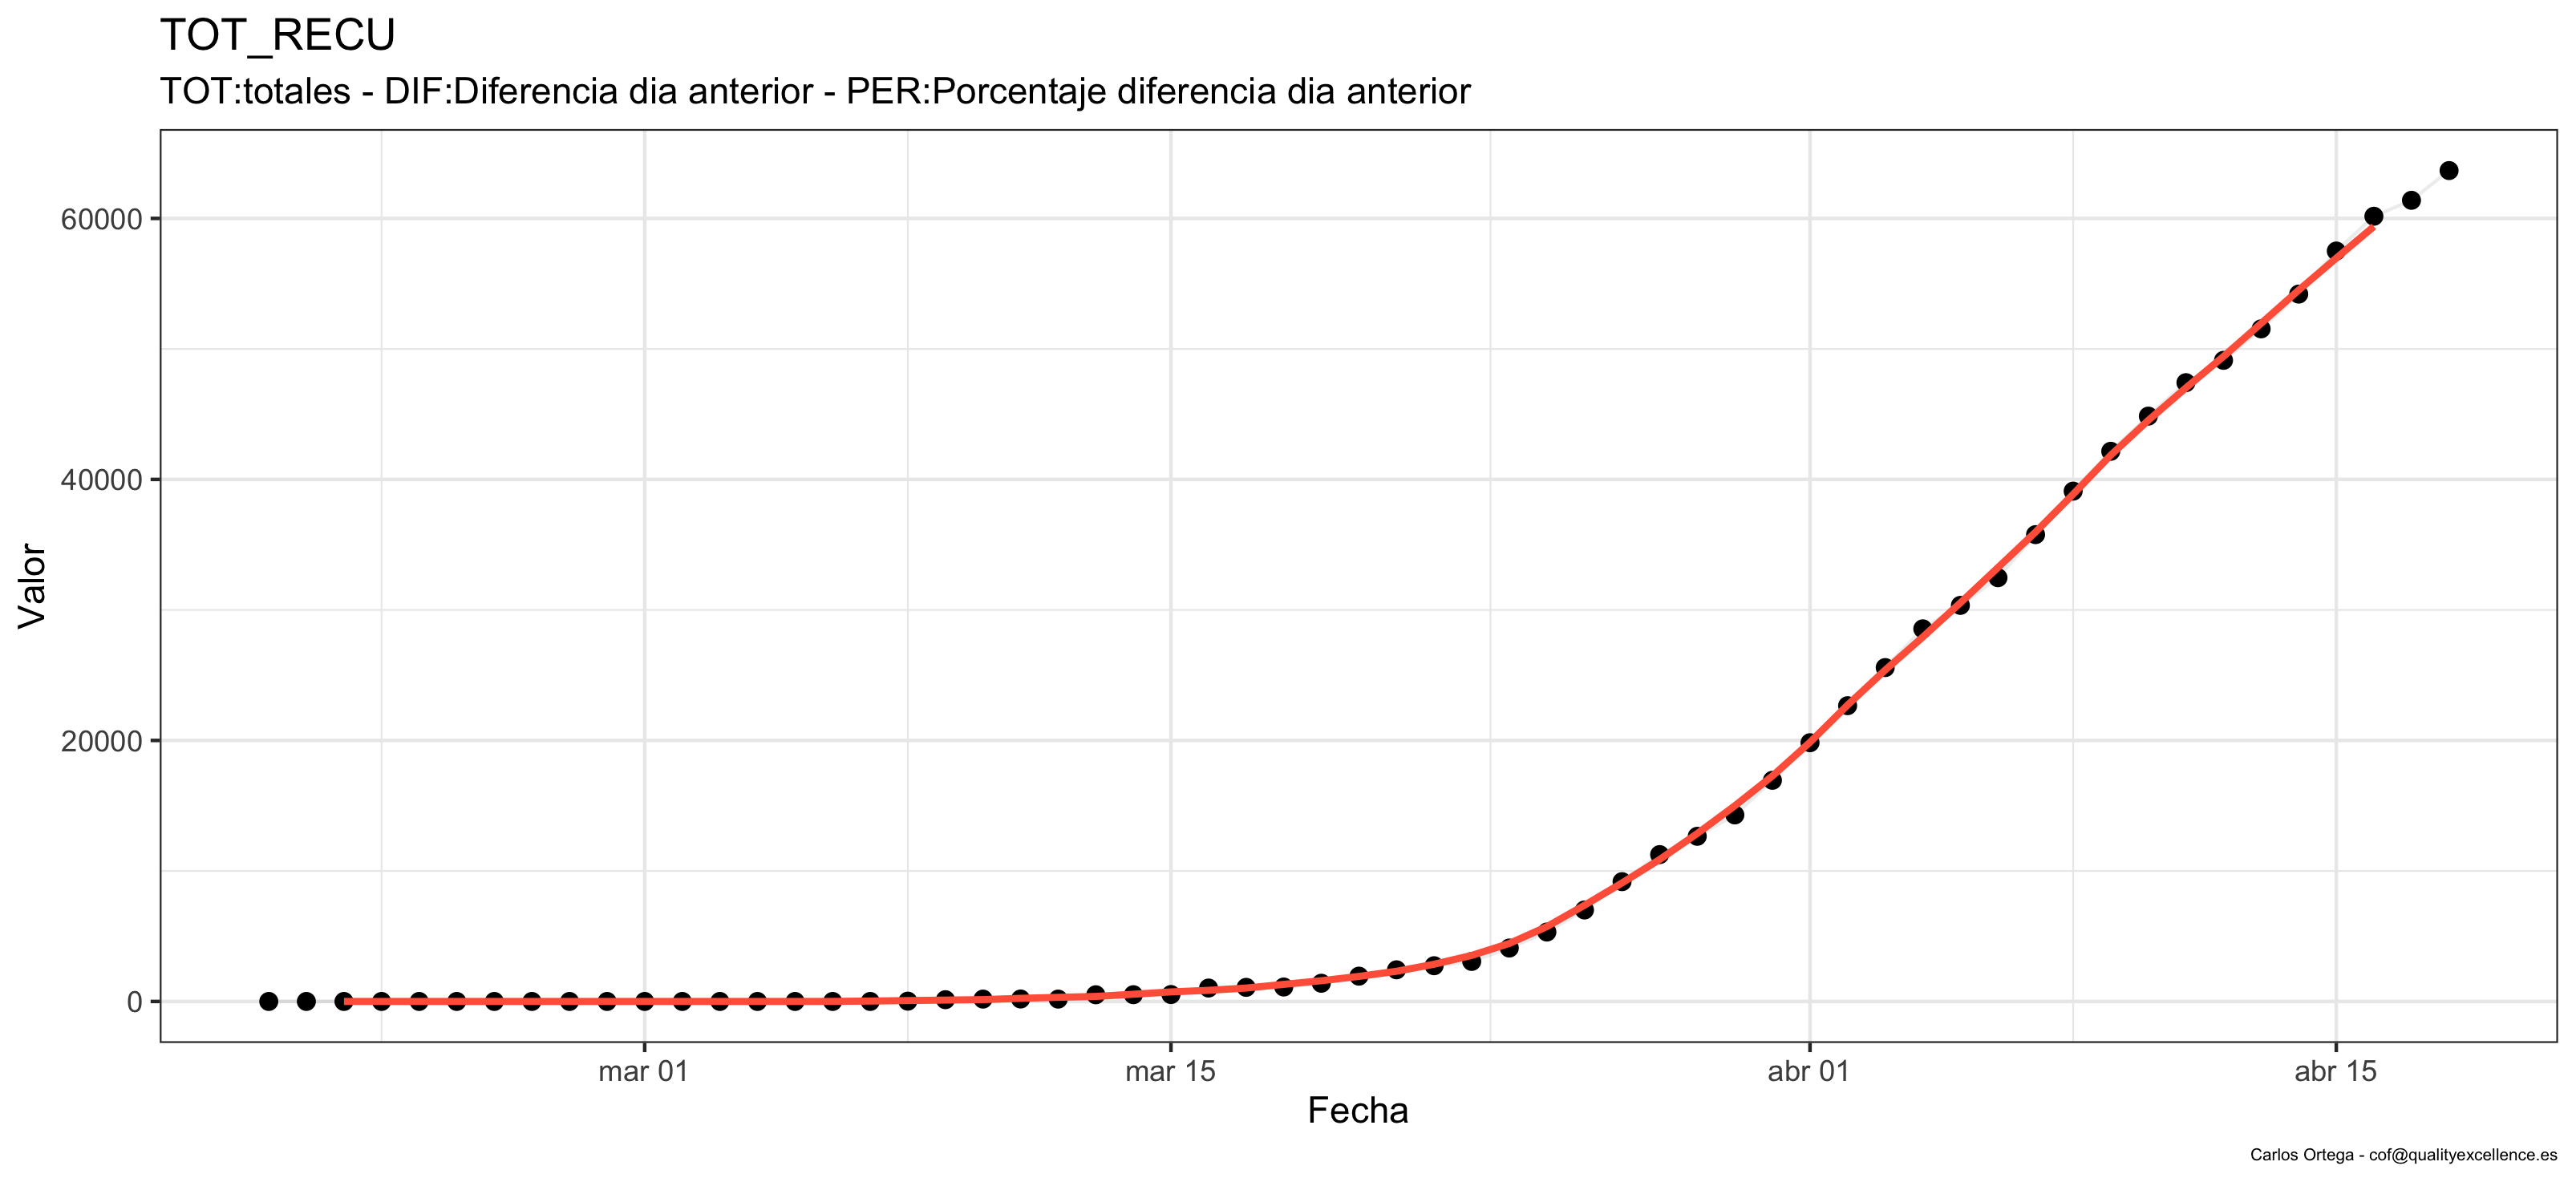 TOT_RECU
TOT:totales - DIF:Diferencia dia anterior - PER:Porcentaje diferencia dia anterior
Valor
60000
40000
20000
0
mar 01
mar 15
abr 01
abr 15
Fecha
Carlos Ortega - cof@qualityexcellence.es